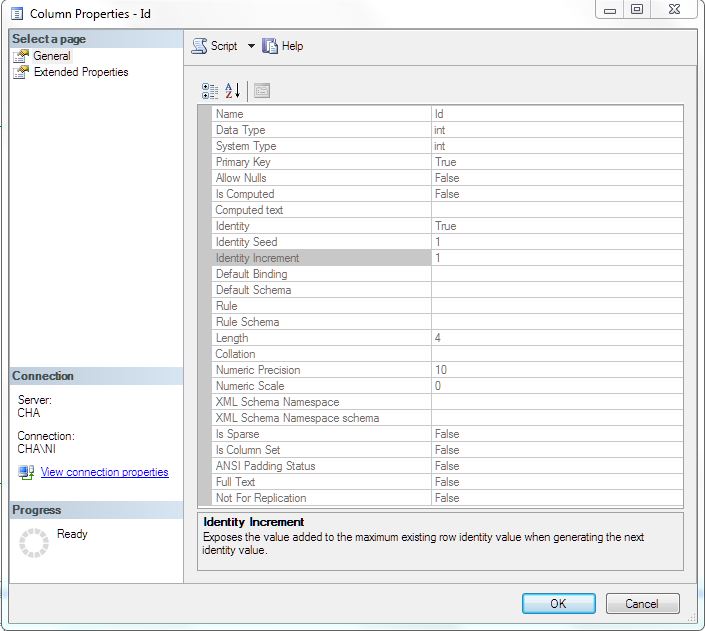 Column Properties - Id
Select a page
General
Extended Properties
Script
Help
Name Id
Data Type int
System Type int
Primary Key True
Allow Nulls False
Is Computed False
Computed text
Identity True
Identity Seed 1
Identity Increment 1
Default Binding
Default Schema
Rule
Rule Schema
Length 4
Collation
Numeric Precision 10
Numeric Scale 0
XML Schema Namespace
XML Schema Namespace schema
Is Sparse False
Is Column Set False
ANSI Padding Status False
Full Text False
Not For Replication False
Connection
Server:
CHA
Connection:
CHA\NI
View connection properties
Progress
Ready
Identity Increment
Exposes the value added to the maximum existing row identity value when generating the next
identity value.
OK
Cancel